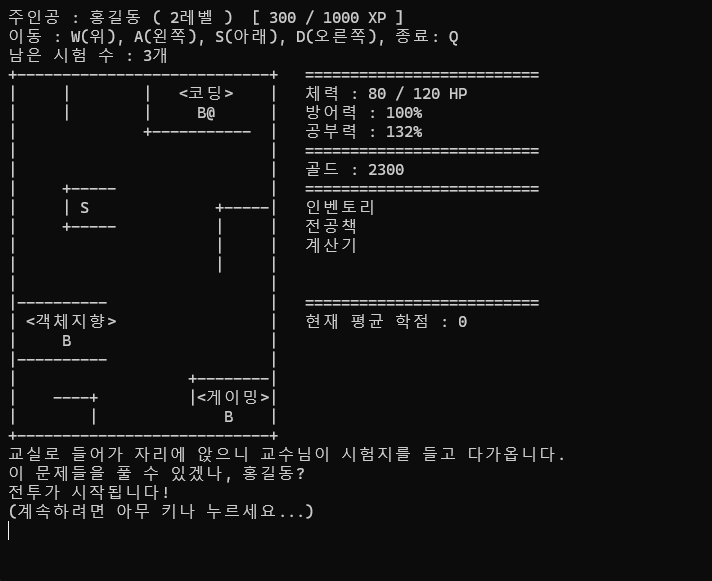 주인공 : 홍길동 ( 2레벨 )  [ 300 / 1000 XP ]
이동 : W(위), A(왼쪽), S(아래), D(오른쪽), 종료: Q
남은 시험 수 : 3개
+----------------------------+   ==========================
|     |        |   <코딩>    |   체력 : 80 / 120 HP
|     |        |     B@      |   방어력 : 100%
|              +-----------  |   공부력 : 132%
|                            |   ==========================
|                            |   골드 : 2300
|     +-----                 |   ==========================
|     | S              +-----|   인벤토리
|     +-----           |     |   전공책
|                      |     |   계산기
|                      |     |
|                            |
|----------                  |   ==========================
| <객체지향>                 |   현재 평균 학점 : 0
|     B                      |
|----------                  |
|                   +--------|
|    ----+          |<게이밍>|
|        |              B    |
+----------------------------+
교실로 들어가 자리에 앉으니 교수님이 시험지를 들고 다가옵니다.
이 문제들을 풀 수 있겠나, 홍길동?
전투가 시작됩니다!
(계속하려면 아무 키나 누르세요...)